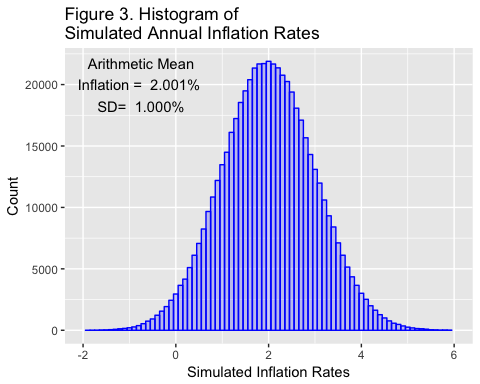 Figure 3. Histogram of
Simulated Annual Inflation Rates
Arithmetic Mean
Inflation =  2.001%
SD=  1.000%
20000
15000
10000
5000
0
Count
-2 0 2 4 6
Simulated Inflation Rates